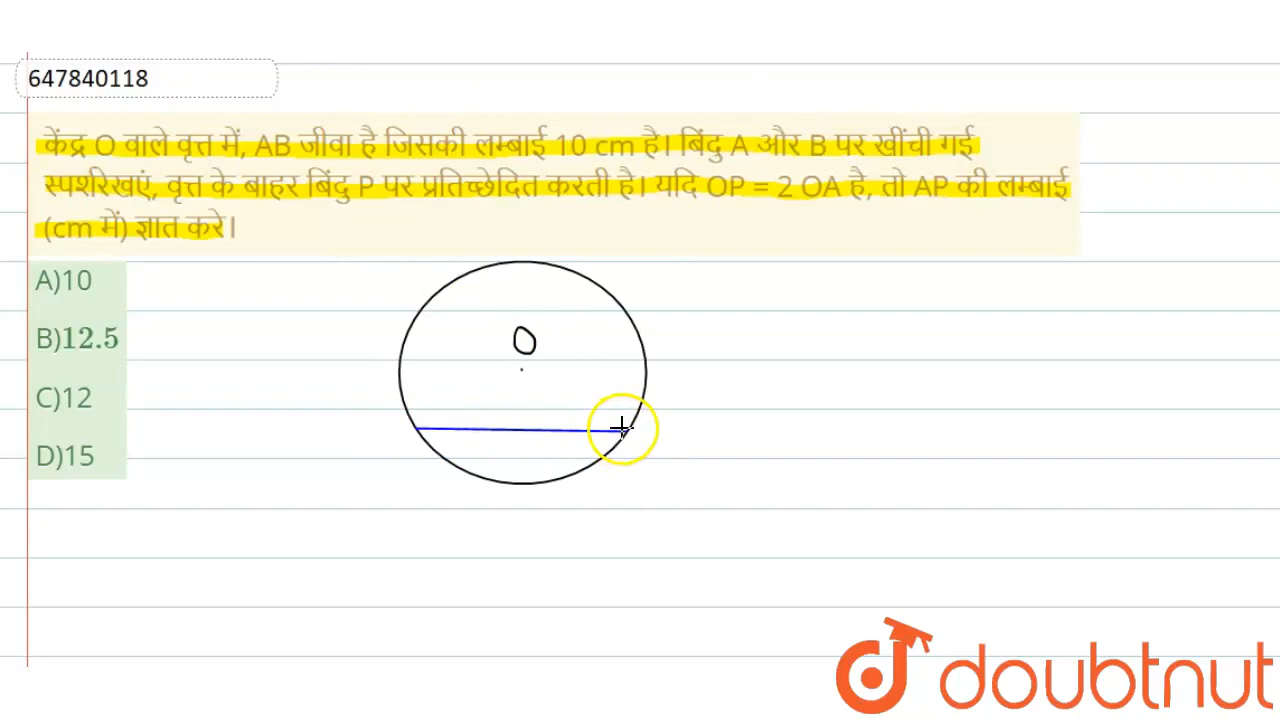 647840118
केंद्र O वाले वृत्त में, AB जीवा है जिसकी लम्बाई 10 cm है। बिंदु A और B पर खींची गई
स्पर्शरेखाएं, वृत्त के बाहर बिंदु P पर प्रतिच्छेदित करती है। यदि OP = 2 OA है, तो AP की लम्बाई
(cm में) ज्ञात करे।
A)10
B)12.5
C)12
D)15
O
doubtnut